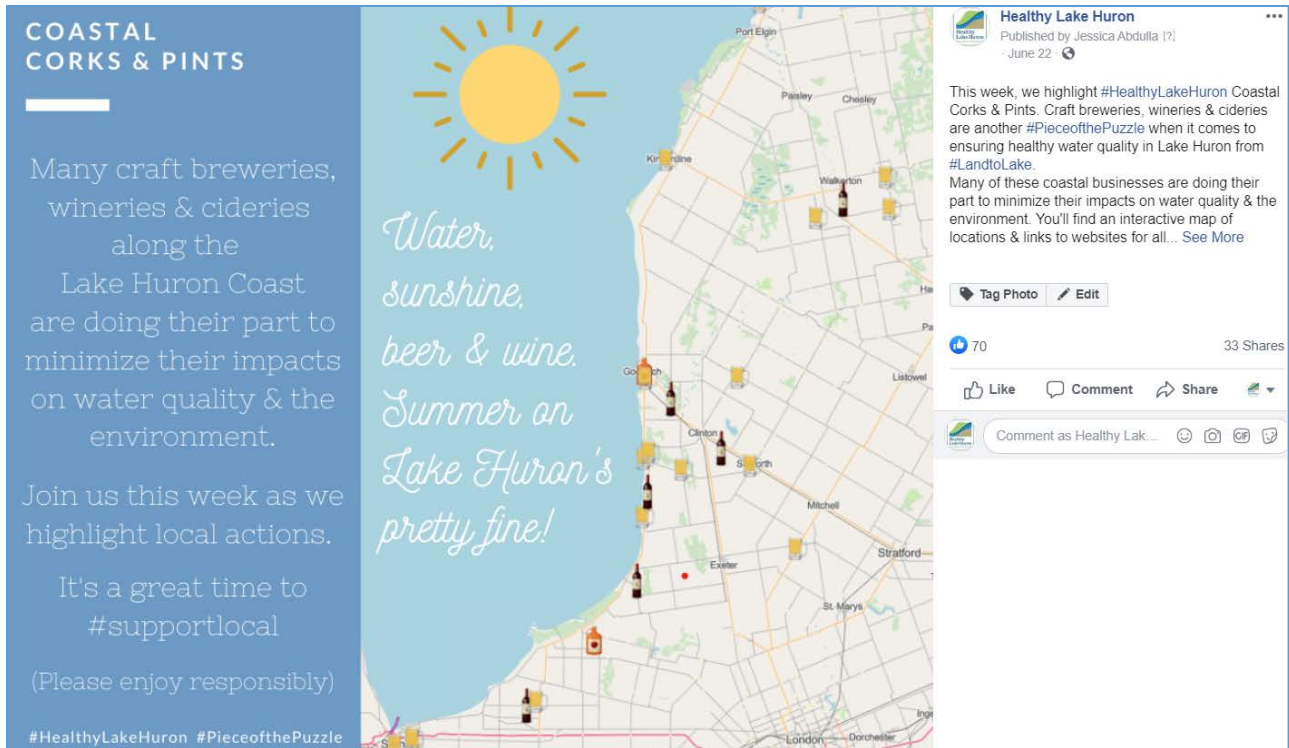 COASTAL
CORKS & PINTS
Many craft breweries,
wineries & cideries
along the
Lake Huron Coast
are doing their part to
minimize their impacts
on water quality & the
environment.
Join us this week as we
highlight local actions.
It's a great time to
#supportlocal
(Please enjoy responsibly)
#HealthyLakeHuron #PieceofthePuzzle
Water,
sunshine,
beer & wine.
Summer on
Lake Huron's
pretty fine!
Port Elgin
Paisley
Chesley
Walkerton
Listowel
Clinton
Mitchell
Stratford
Exeter
St. Marys
London
Dorchester
Healthy Lake Huron
Published by Jessica Abdulla [?]
· June 22 ·
This week, we highlight #HealthyLakeHuron Coastal
Corks & Pints. Craft breweries, wineries & cideries
are another #PieceofthePuzzle when it comes to
ensuring healthy water quality in Lake Huron from
#LandtoLake.
Many of these coastal businesses are doing their
part to minimize their impacts on water quality & the
environment. You'll find an interactive map of
locations & links to websites for all... See More
Tag Photo Edit
70 33 Shares
Like Comment Share
Comment as Healthy Lak... GIF